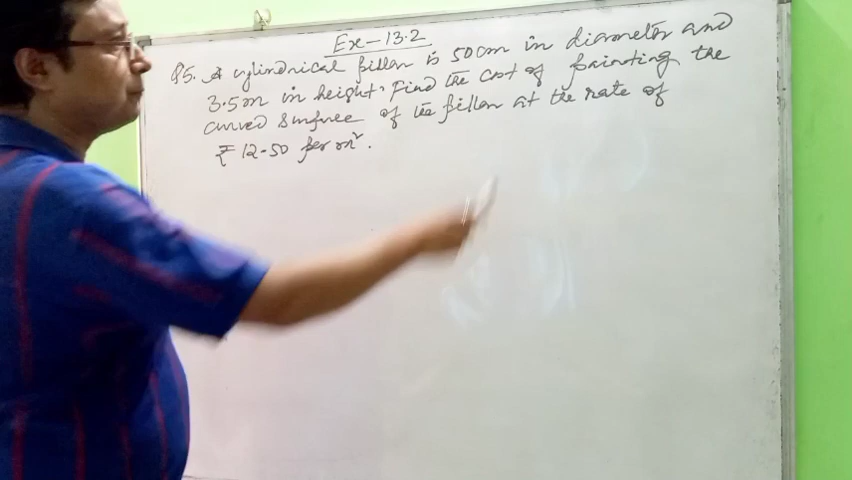 Ex-13.2
Q5. A cylindrical pillar is 50cm in diameter and
3.5m in height. Find the cost of painting the
curved surface of the pillar at the rate of
₹ 12.50 per m².